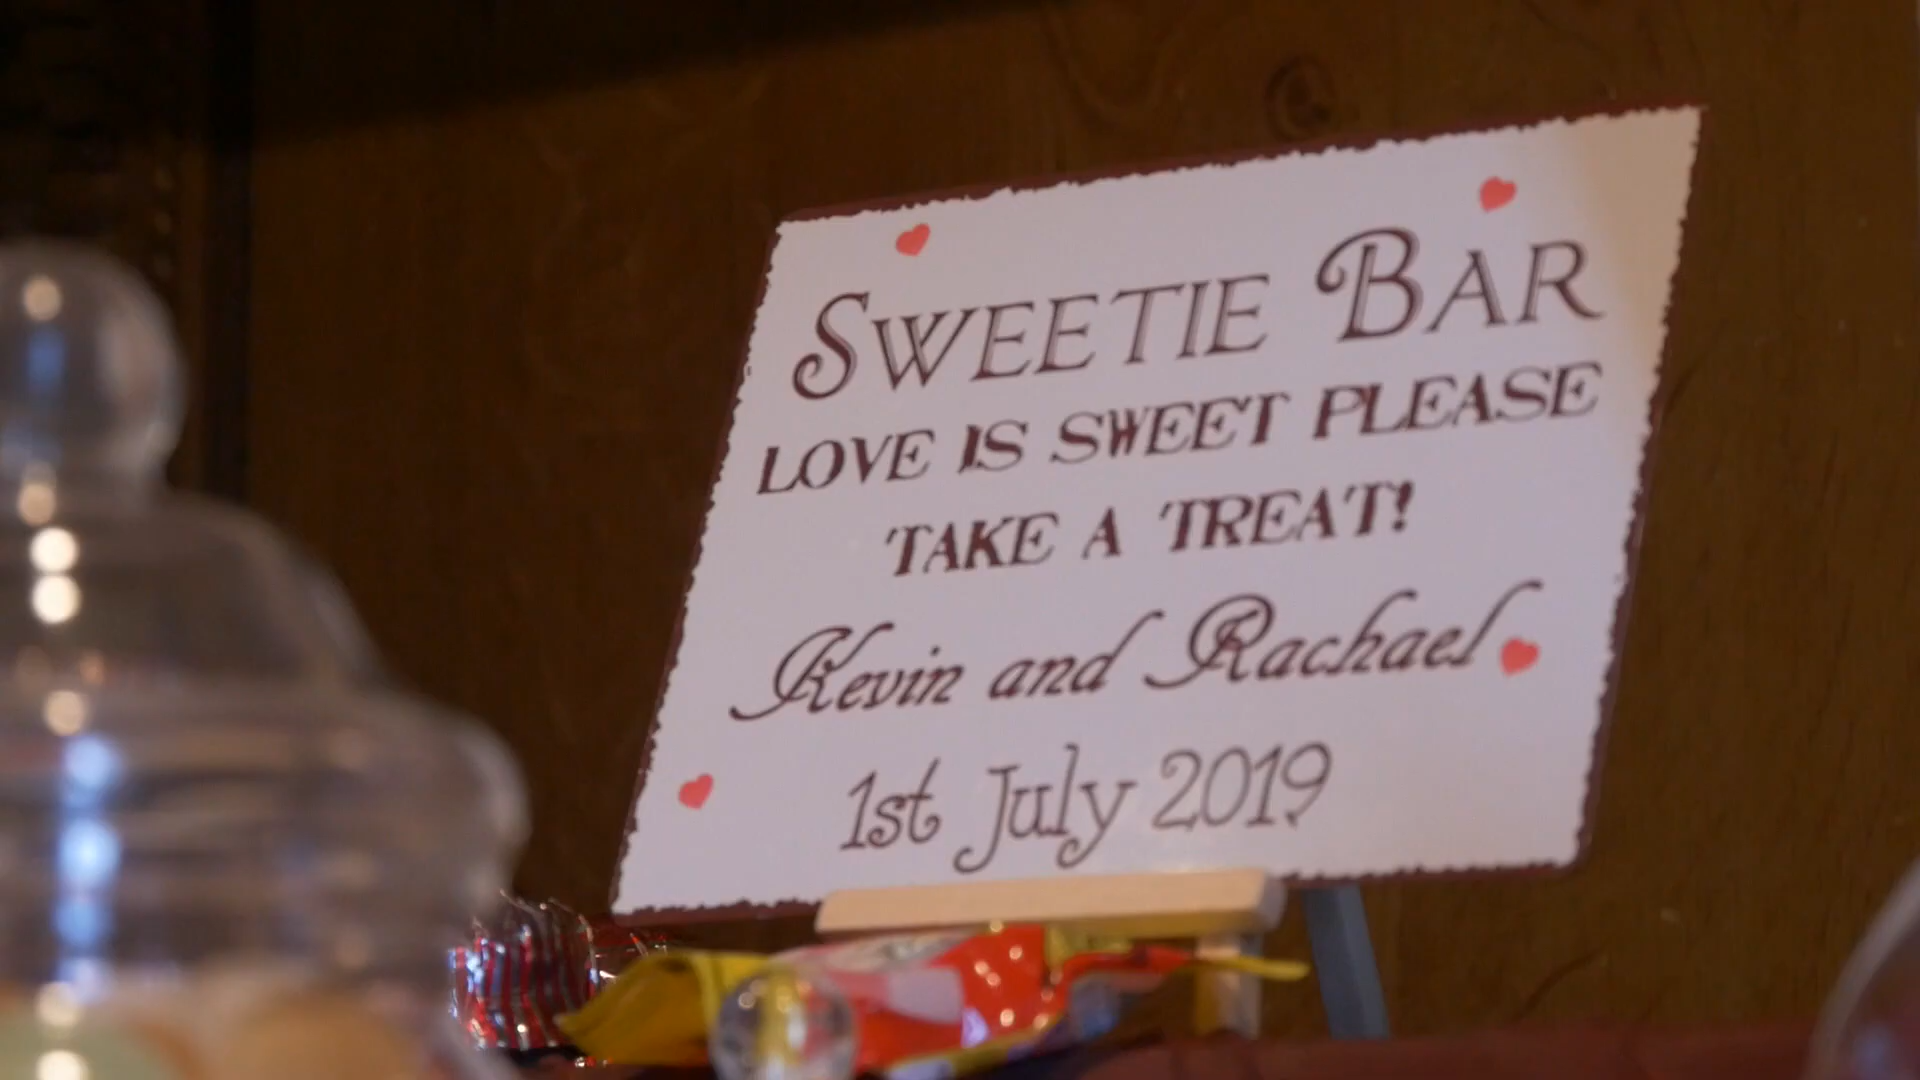 SWEETIE BAR
LOVE IS SWEET PLEASE
TAKE A TREAT!
Kevin and Rachael
1st July 2019